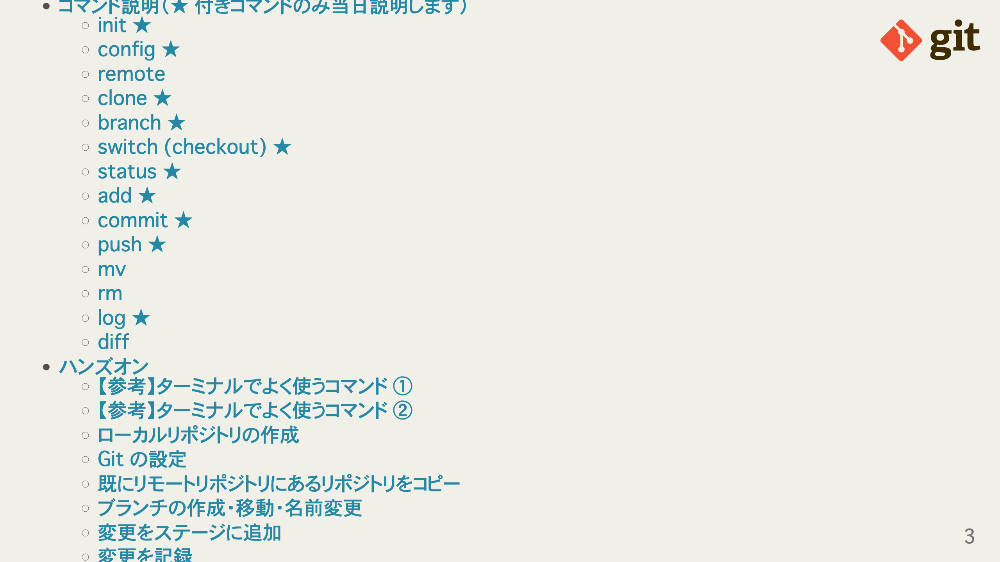 コマンド説明(★ 付きコマンドのみ当日説明します)
init ★
config ★
remote
clone ★
branch ★
switch (checkout) ★
status ★
add ★
commit ★
push ★
mv
rm
log ★
diff
ハンズオン
【参考】ターミナルでよく使うコマンド ①
【参考】ターミナルでよく使うコマンド ②
ローカルリポジトリの作成
Git の設定
既にリモートリポジトリにあるリポジトリをコピー
ブランチの作成・移動・名前変更
変更をステージに追加
変更を記録
git
3